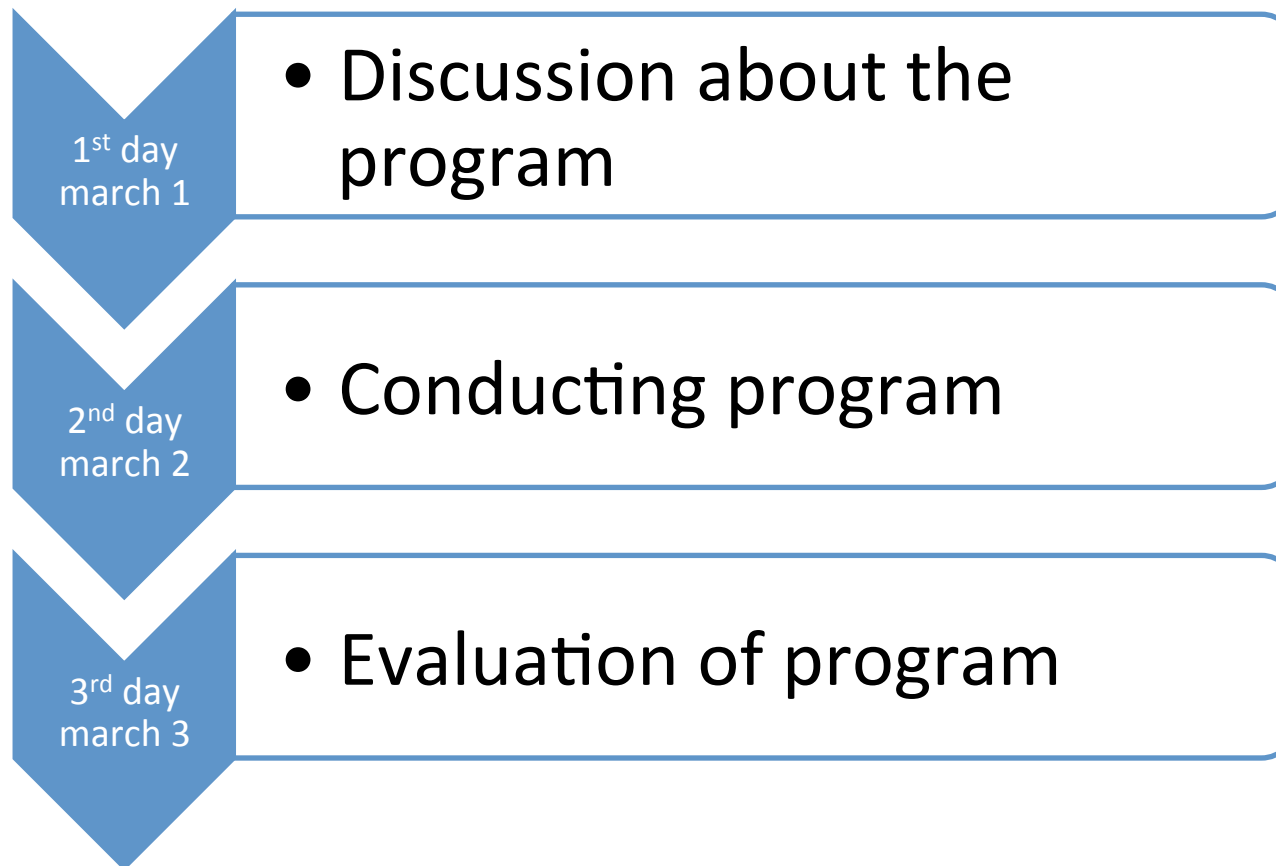 1st day
march 1
• Discussion about the
program
2nd day
march 2
• Conducting program
3rd day
march 3
• Evaluation of program